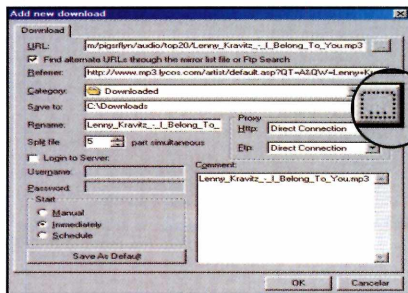 Add new download
Download
URL: m/pigsrflyn/audio/top20/Lenny_Kravitz_-_I_Belong_To_You.mp3 ...
Find alternate URLs through the mirror list file or Ftp Search
Referer: http://www.mp3.lycos.com/artist/default.asp?QT=A&QW=Lenny+K
Category: Downloaded
Save to: C:\Downloads
...
Rename: Lenny_Kravitz_-_I_Belong_To_
Proxy
Http: Direct Connection
Split file 5 part simultaneous
Ftp: Direct Connection
Login to Server:
Username:
Comment:
Password:
Lenny_Kravitz_-_I_Belong_To_You.mp3
Start
Manual
Immediately
Schedule
Save As Default
OK Cancelar